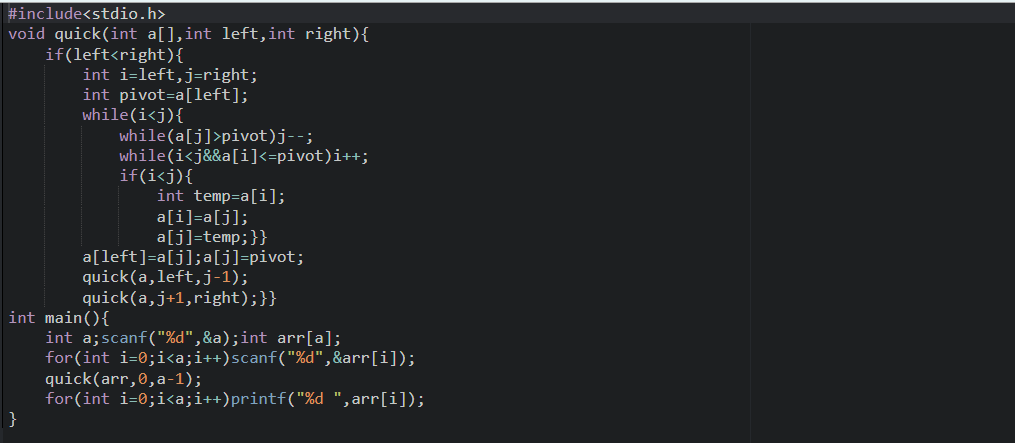 #include<stdio.h>
void quick(int a[],int left,int right){
    if(left<right){
        int i=left,j=right;
        int pivot=a[left];
        while(i<j){
            while(a[j]>pivot)j--;
            while(i<j&&a[i]<=pivot)i++;
            if(i<j){
                int temp=a[i];
                a[i]=a[j];
                a[j]=temp;}}
        a[left]=a[j];a[j]=pivot;
        quick(a,left,j-1);
        quick(a,j+1,right);}}
int main(){
    int a;scanf("%d",&a);int arr[a];
    for(int i=0;i<a;i++)scanf("%d",&arr[i]);
    quick(arr,0,a-1);
    for(int i=0;i<a;i++)printf("%d ",arr[i]);
}